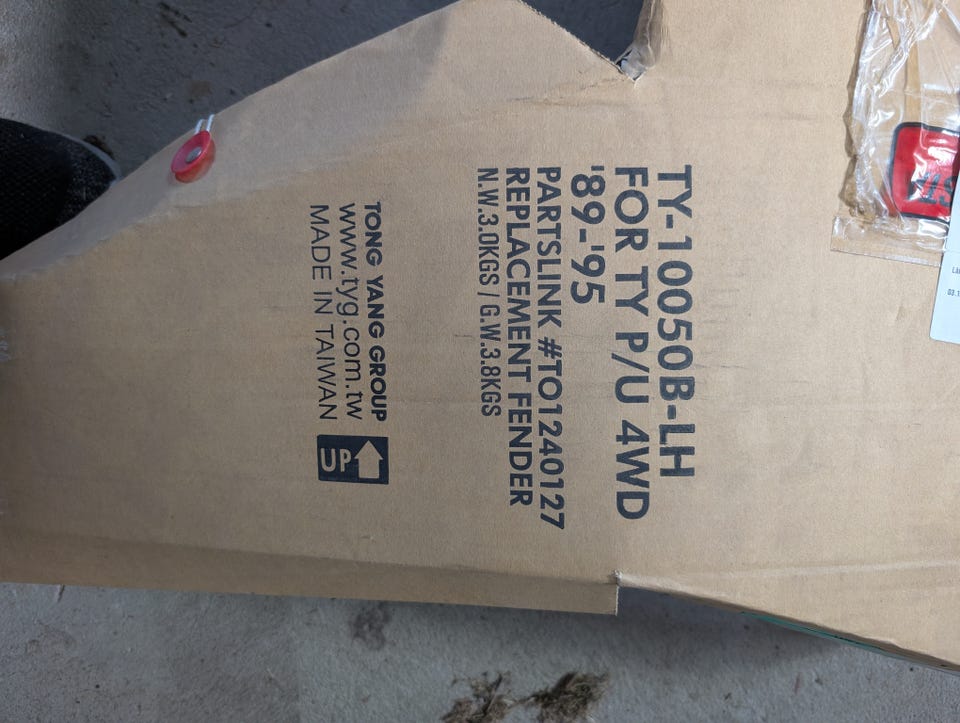 TY-10050B-LH
FOR TY P/U 4WD
'89-'95
PARTSLINK #TO1240127
REPLACEMENT FENDER
N.W.3.0KGS / G.W.3.8KGS
TONG YANG GROUP
www.tyg.com.tw
MADE IN TAIWAN
UP